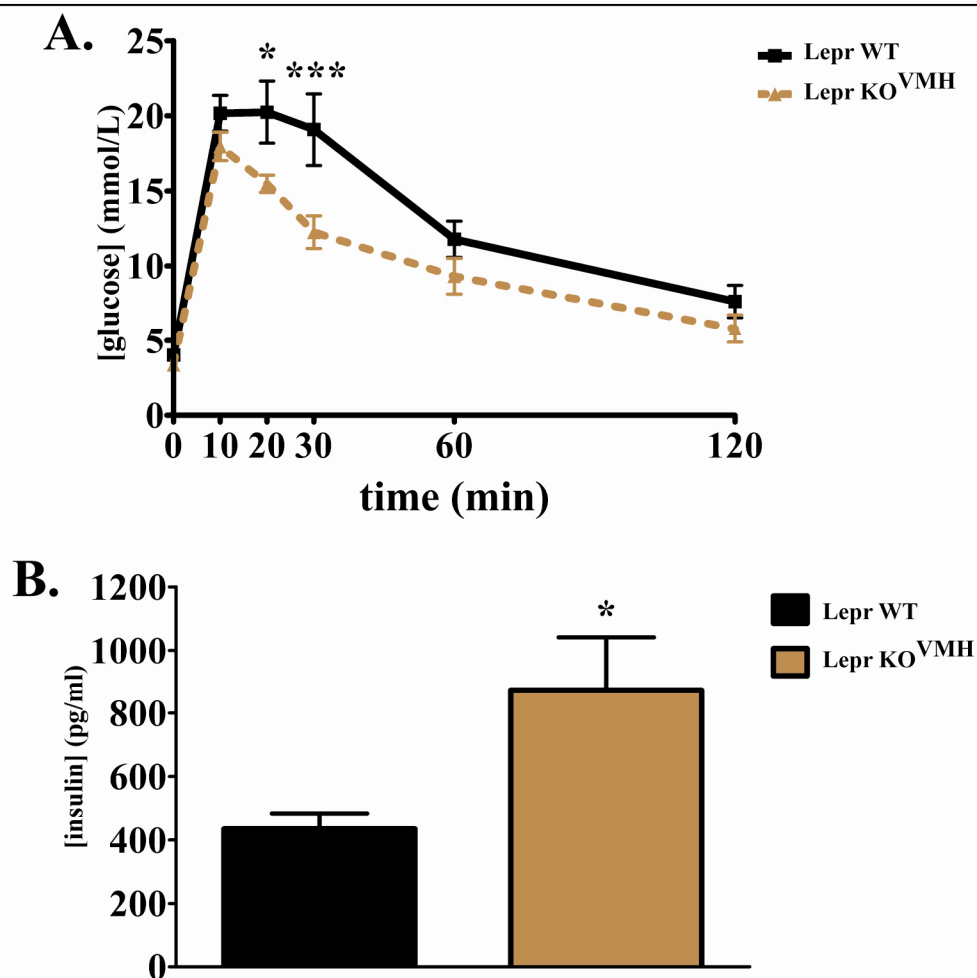 A.
25
20
15
10
5
0
[glucose] (mmol/L)
*
***
Lepr WT
Lepr KO^VMH
0 10 20 30 60 120
time (min)
B.
1200
1000
800
600
400
200
0
[insulin] (pg/ml)
*
Lepr WT
Lepr KO^VMH